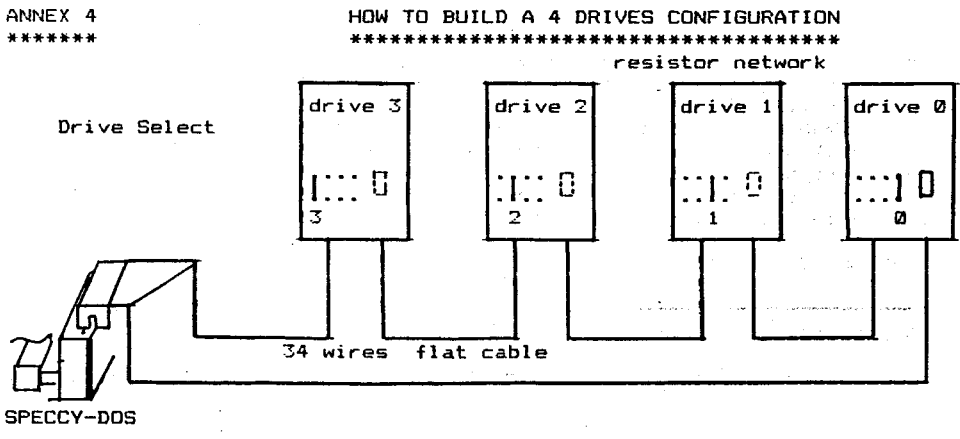 ANNEX 4
*******
HOW TO BUILD A 4 DRIVES CONFIGURATION
*************************************
resistor network
drive 3
drive 2
drive 1
drive 0
Drive Select
3
2
1
0
34 wires flat cable
SPECCY-DOS